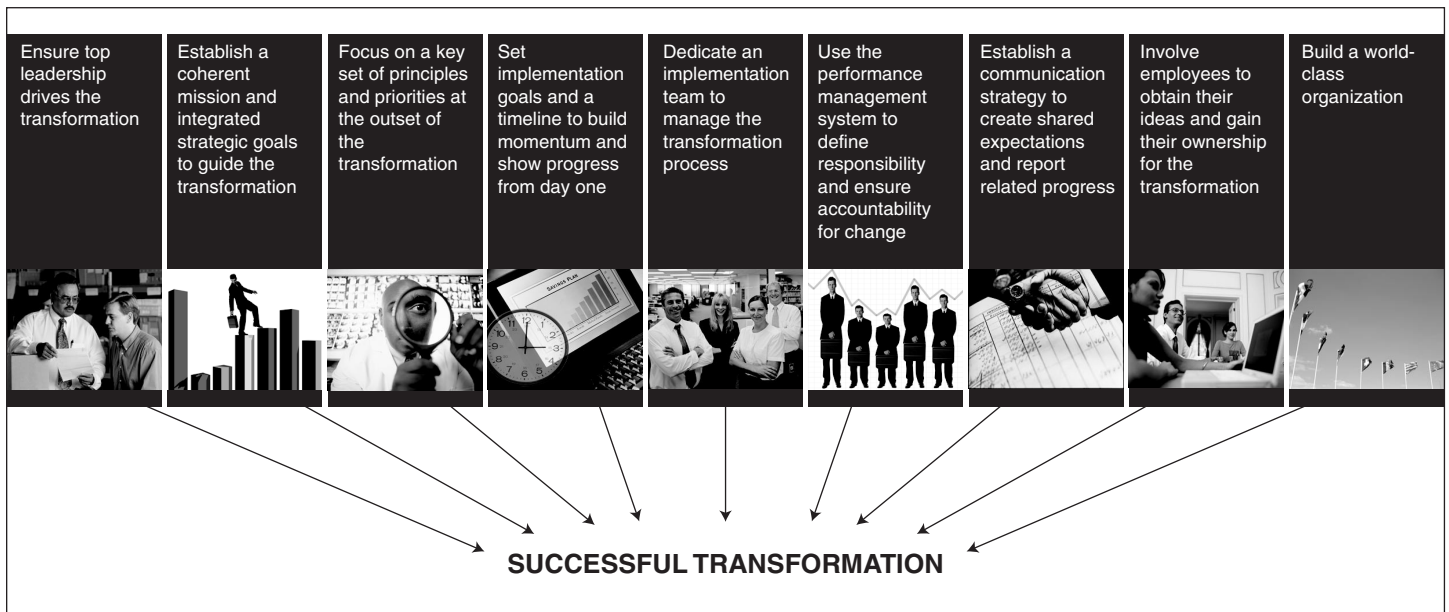 Ensure top
leadership
drives the
transformation
Establish a
coherent
mission and
integrated
strategic goals
to guide the
transformation
Focus on a key
set of principles
and priorities at
the outset of
the
transformation
Set
implementation
goals and a
timeline to build
momentum and
show progress
from day one
Dedicate an
implementation
team to
manage the
transformation
process
Use the
performance
management
system to
define
responsibility
and ensure
accountability
for change
Establish a
communication
strategy to
create shared
expectations
and report
related progress
Involve
employees to
obtain their
ideas and gain
their ownership
for the
transformation
Build a world-
class
organization
SAVINGS PLAN
SUCCESSFUL TRANSFORMATION